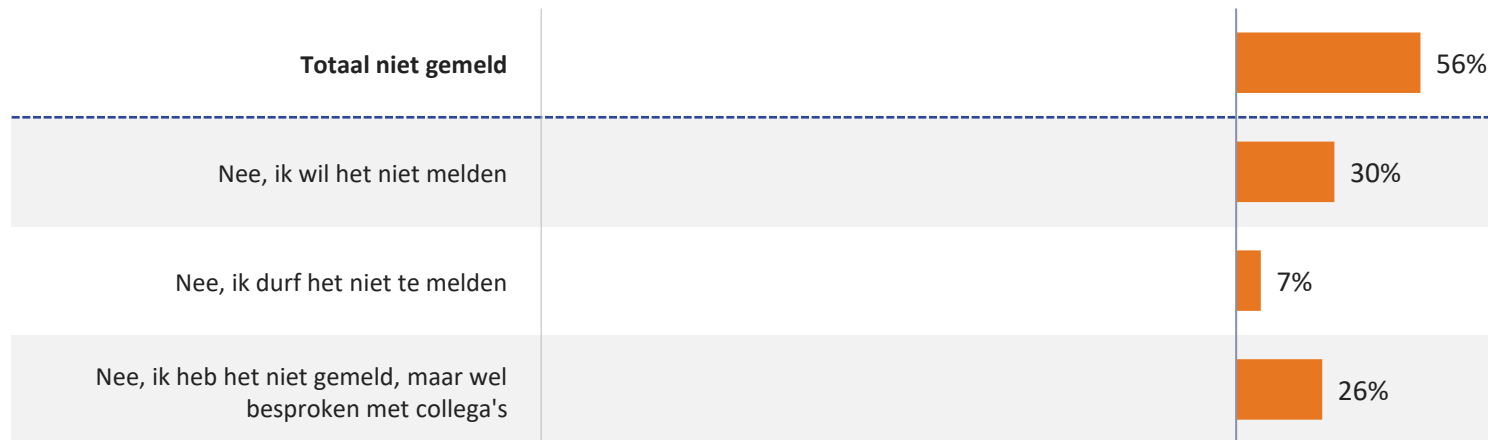 Totaal niet gemeld 56%
Nee, ik wil het niet melden 30%
Nee, ik durf het niet te melden 7%
Nee, ik heb het niet gemeld, maar wel
besproken met collega's 26%